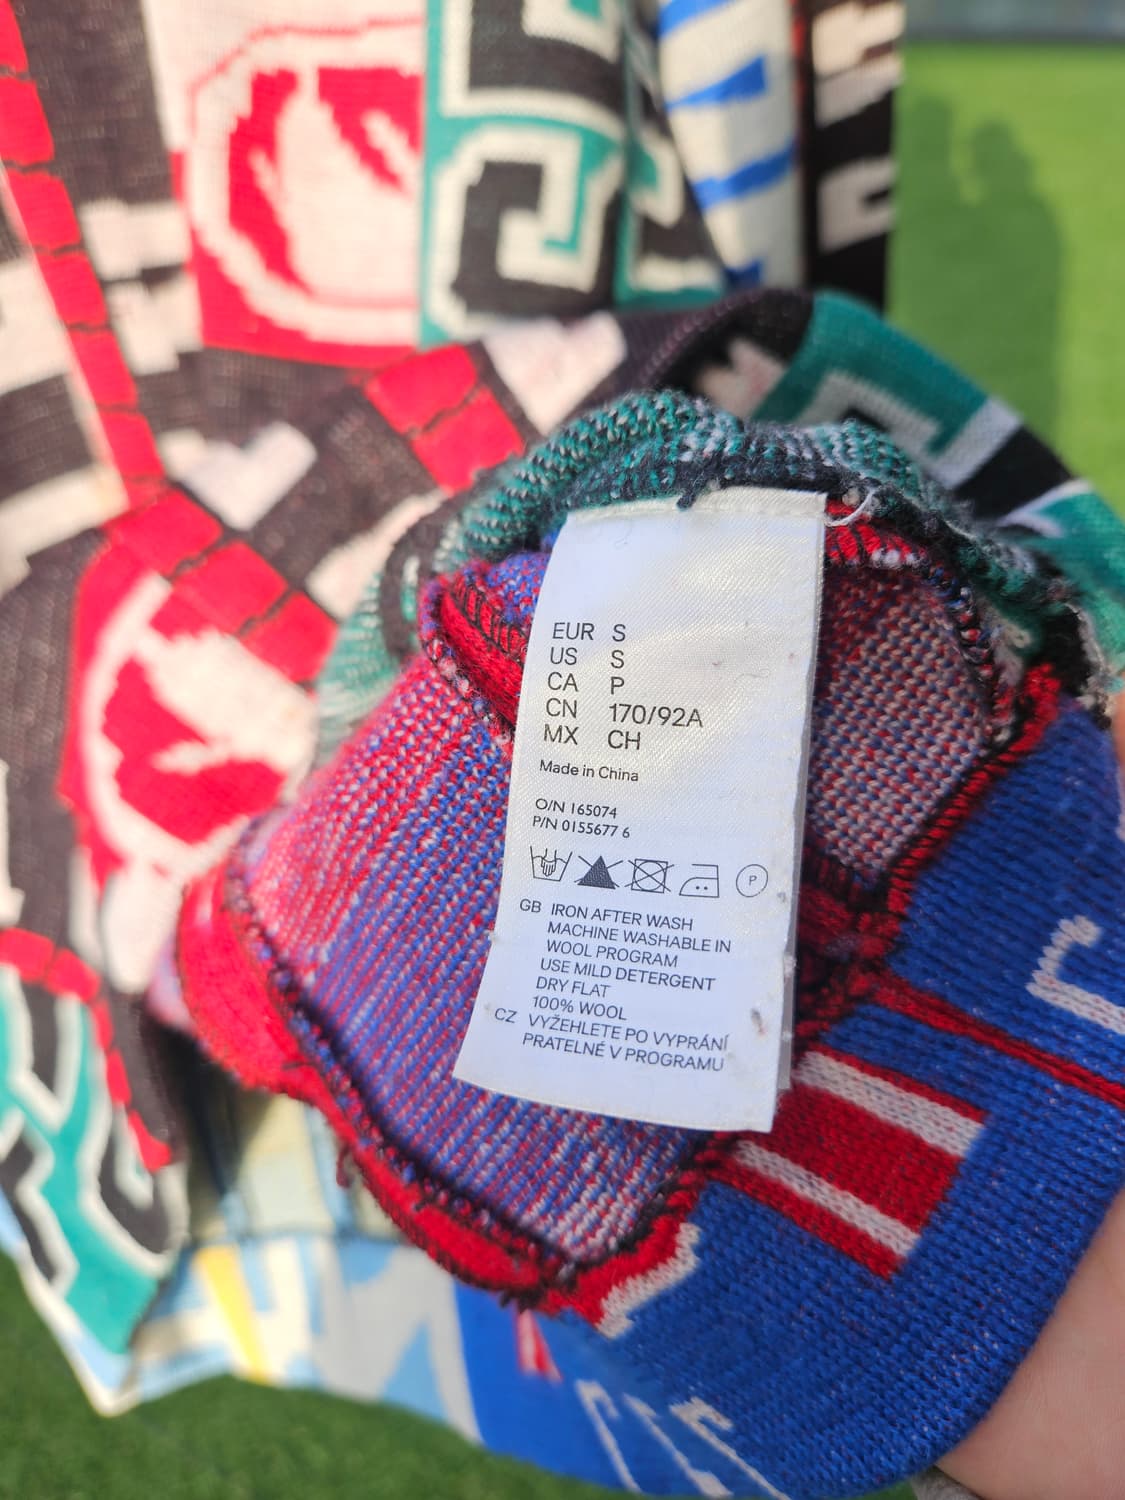 EUR S
US S
CA P
CN 170/92A
MX CH
Made in China
O/N 165074
P/N 0155677 6
P
GB IRON AFTER WASH
MACHINE WASHABLE IN
WOOL PROGRAM
USE MILD DETERGENT
DRY FLAT
100% WOOL
CZ VYŽEHLETE PO VYPRÁNÍ
PRATELNÉ V PROGRAMU